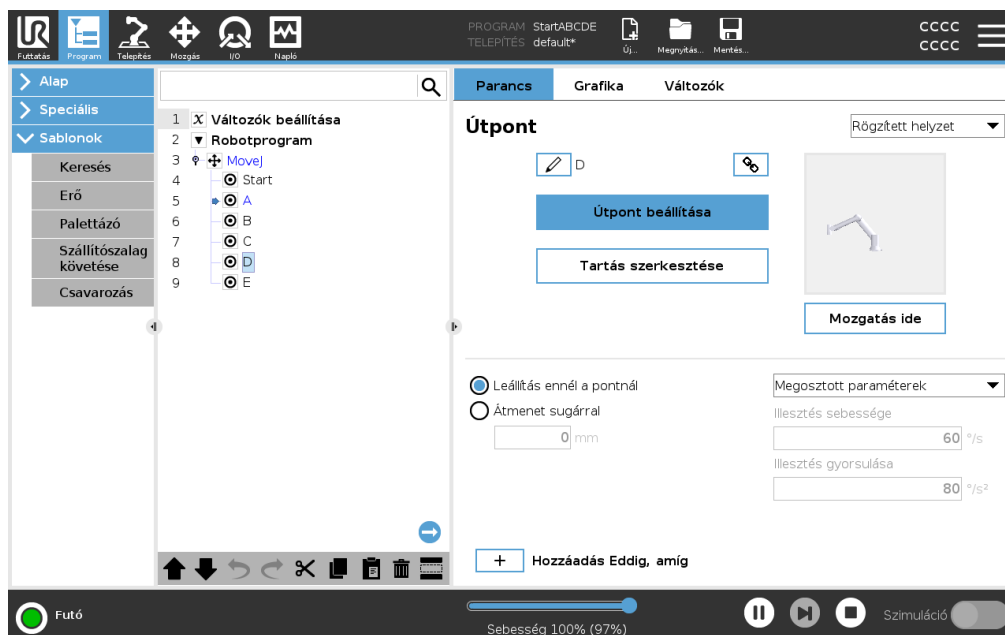 PROGRAM StartABCDE
TELEPÍTÉS default*
Futtatás Program Telepítés Mozgás I/O Napló
Új... Megnyitás... Mentés...
CCCC
CCCC
Alap
Speciális
Sablonok
Keresés
Erő
Palettázó
Szállítószalag
követése
Csavarozás
1 x Változók beállítása
2 Robotprogram
3 MoveJ
4 Start
5 A
6 B
7 C
8 D
9 E
Parancs Grafika Változók
Útpont
Rögzített helyzet
D
Útpont beállítása
Tartás szerkesztése
Mozgatás ide
Leállítás ennél a pontnál
Megosztott paraméterek
Átmenet sugárral
Illesztés sebessége
0 mm
60 °/s
Illesztés gyorsulása
80 °/s²
+ Hozzáadás Eddig, amíg
Futó
Sebesség 100% (97%)
Szimuláció